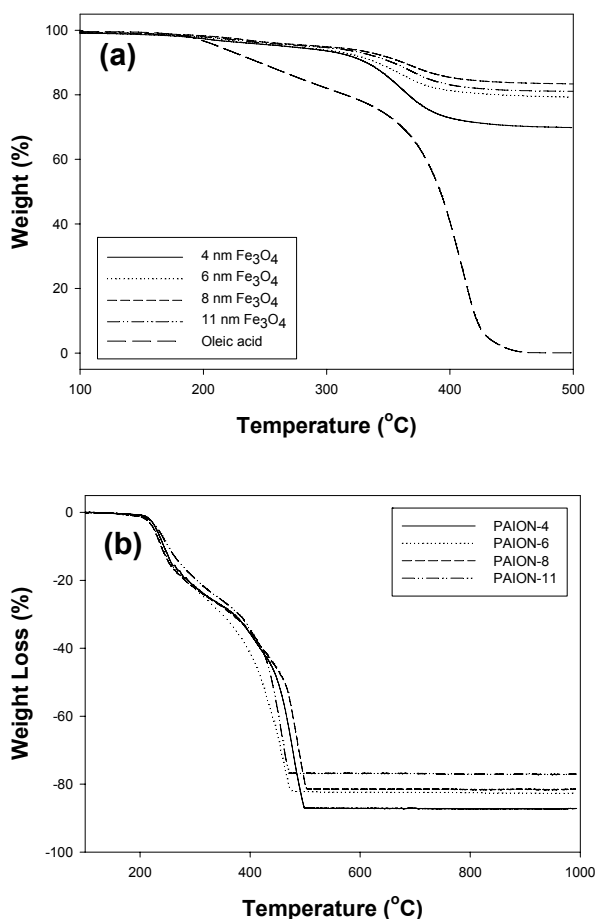 100
(a)
80
60
40
20
0
Weight (%)
4 nm Fe₃O₄
6 nm Fe₃O₄
8 nm Fe₃O₄
11 nm Fe₃O₄
Oleic acid
100 200 300 400 500
Temperature (°C)
0
(b)
-20
-40
-60
-80
-100
Weight Loss (%)
PAION-4
PAION-6
PAION-8
PAION-11
200 400 600 800 1000
Temperature (°C)